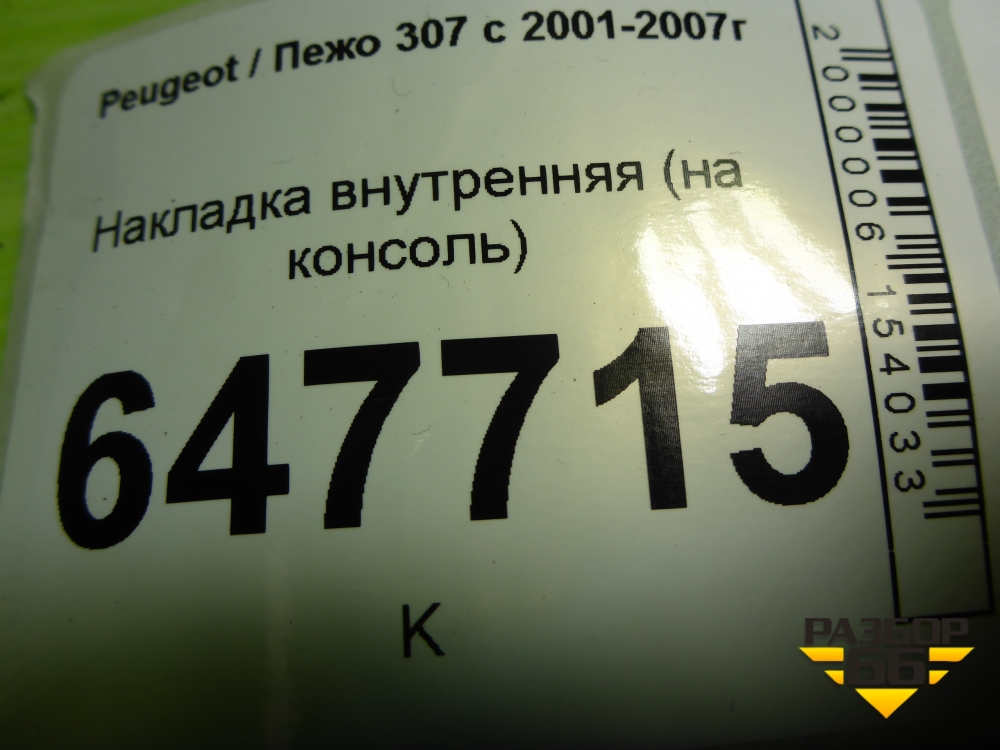 Peugeot / Пежо 307 с 2001-2007г
Накладка внутренняя (на
консоль)
647715
К
2000006154033
РАЗБОР
66